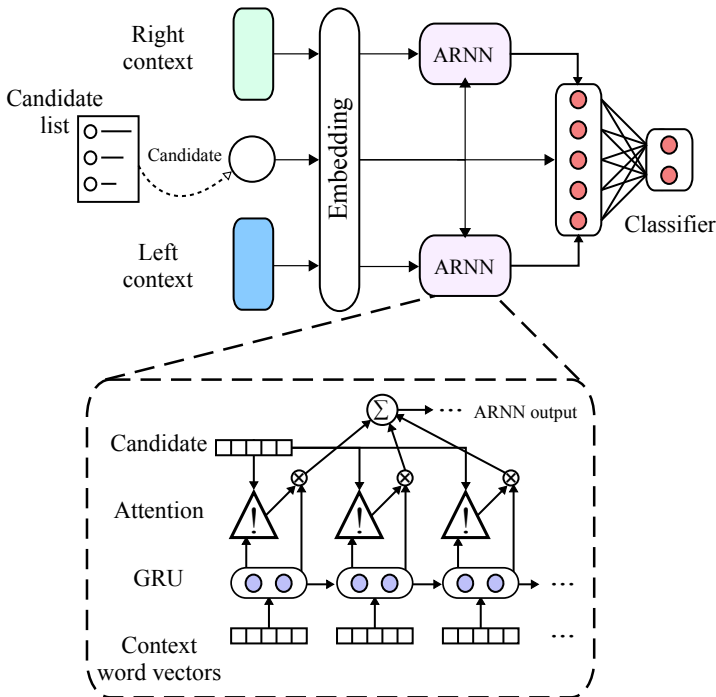 Right
context
ARNN
Candidate
list
Candidate
Embedding
Left
context
ARNN
Classifier
Σ
... ARNN output
Candidate
Attention
!
!
!
GRU
...
Context
word vectors
...